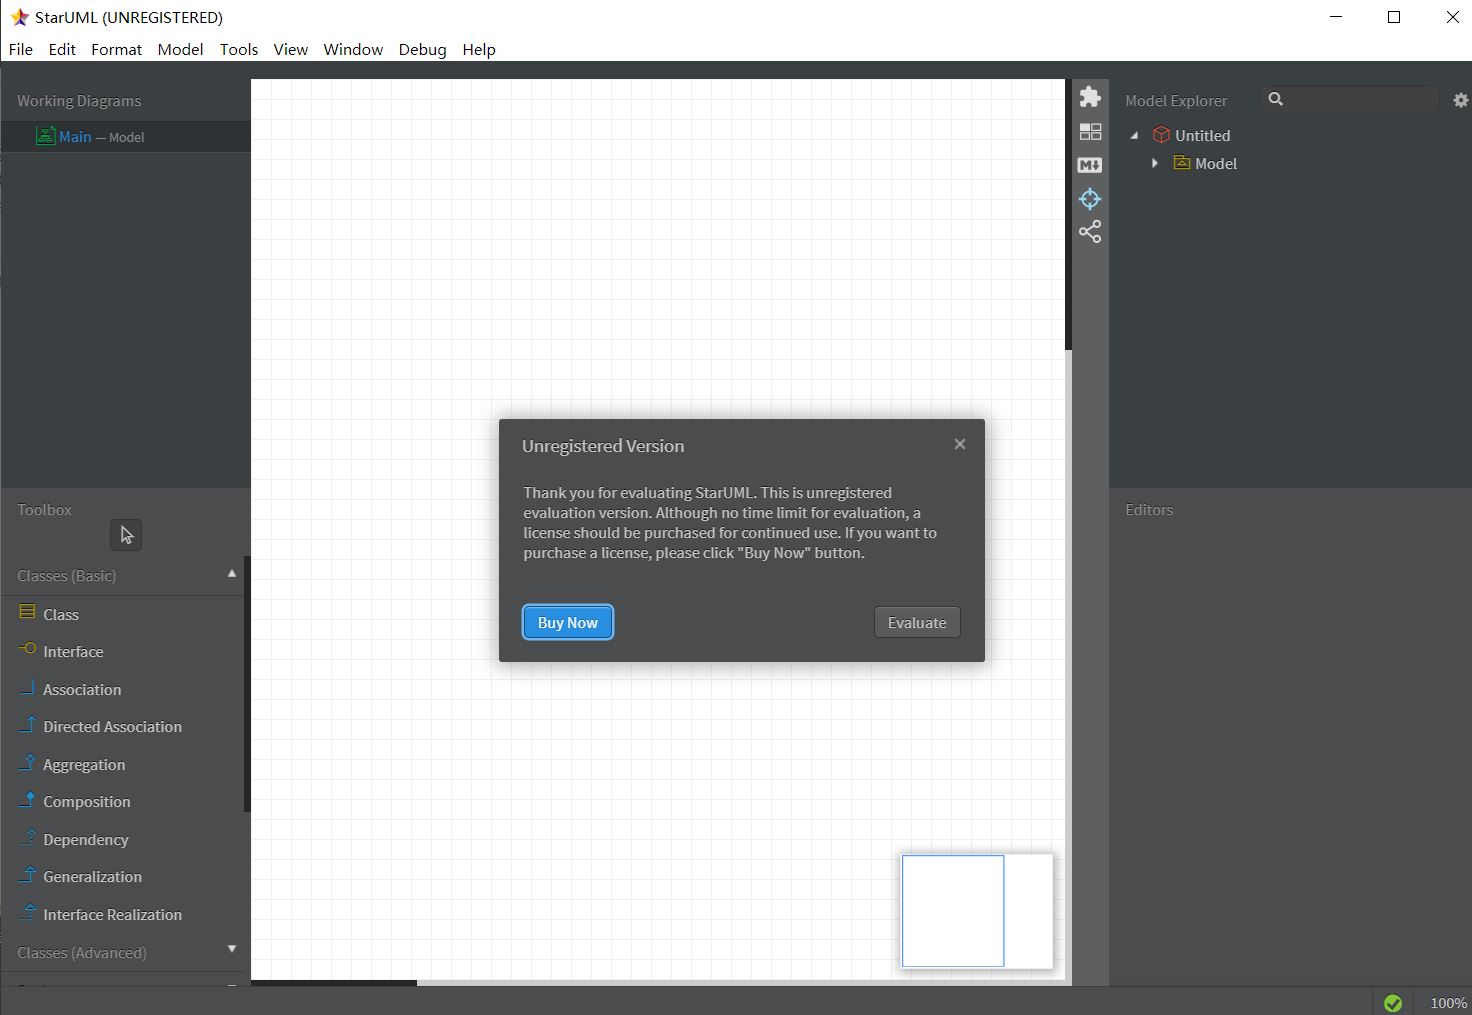 StarUML (UNREGISTERED)
File Edit Format Model Tools View Window Debug Help
Working Diagrams
Main — Model
Toolbox
Classes (Basic)
Class
Interface
Association
Directed Association
Aggregation
Composition
Dependency
Generalization
Interface Realization
Classes (Advanced)
Unregistered Version
Thank you for evaluating StarUML. This is unregistered
evaluation version. Although no time limit for evaluation, a
license should be purchased for continued use. If you want to
purchase a license, please click "Buy Now" button.
Buy Now Evaluate
M
Model Explorer
Untitled
Model
Editors
100%